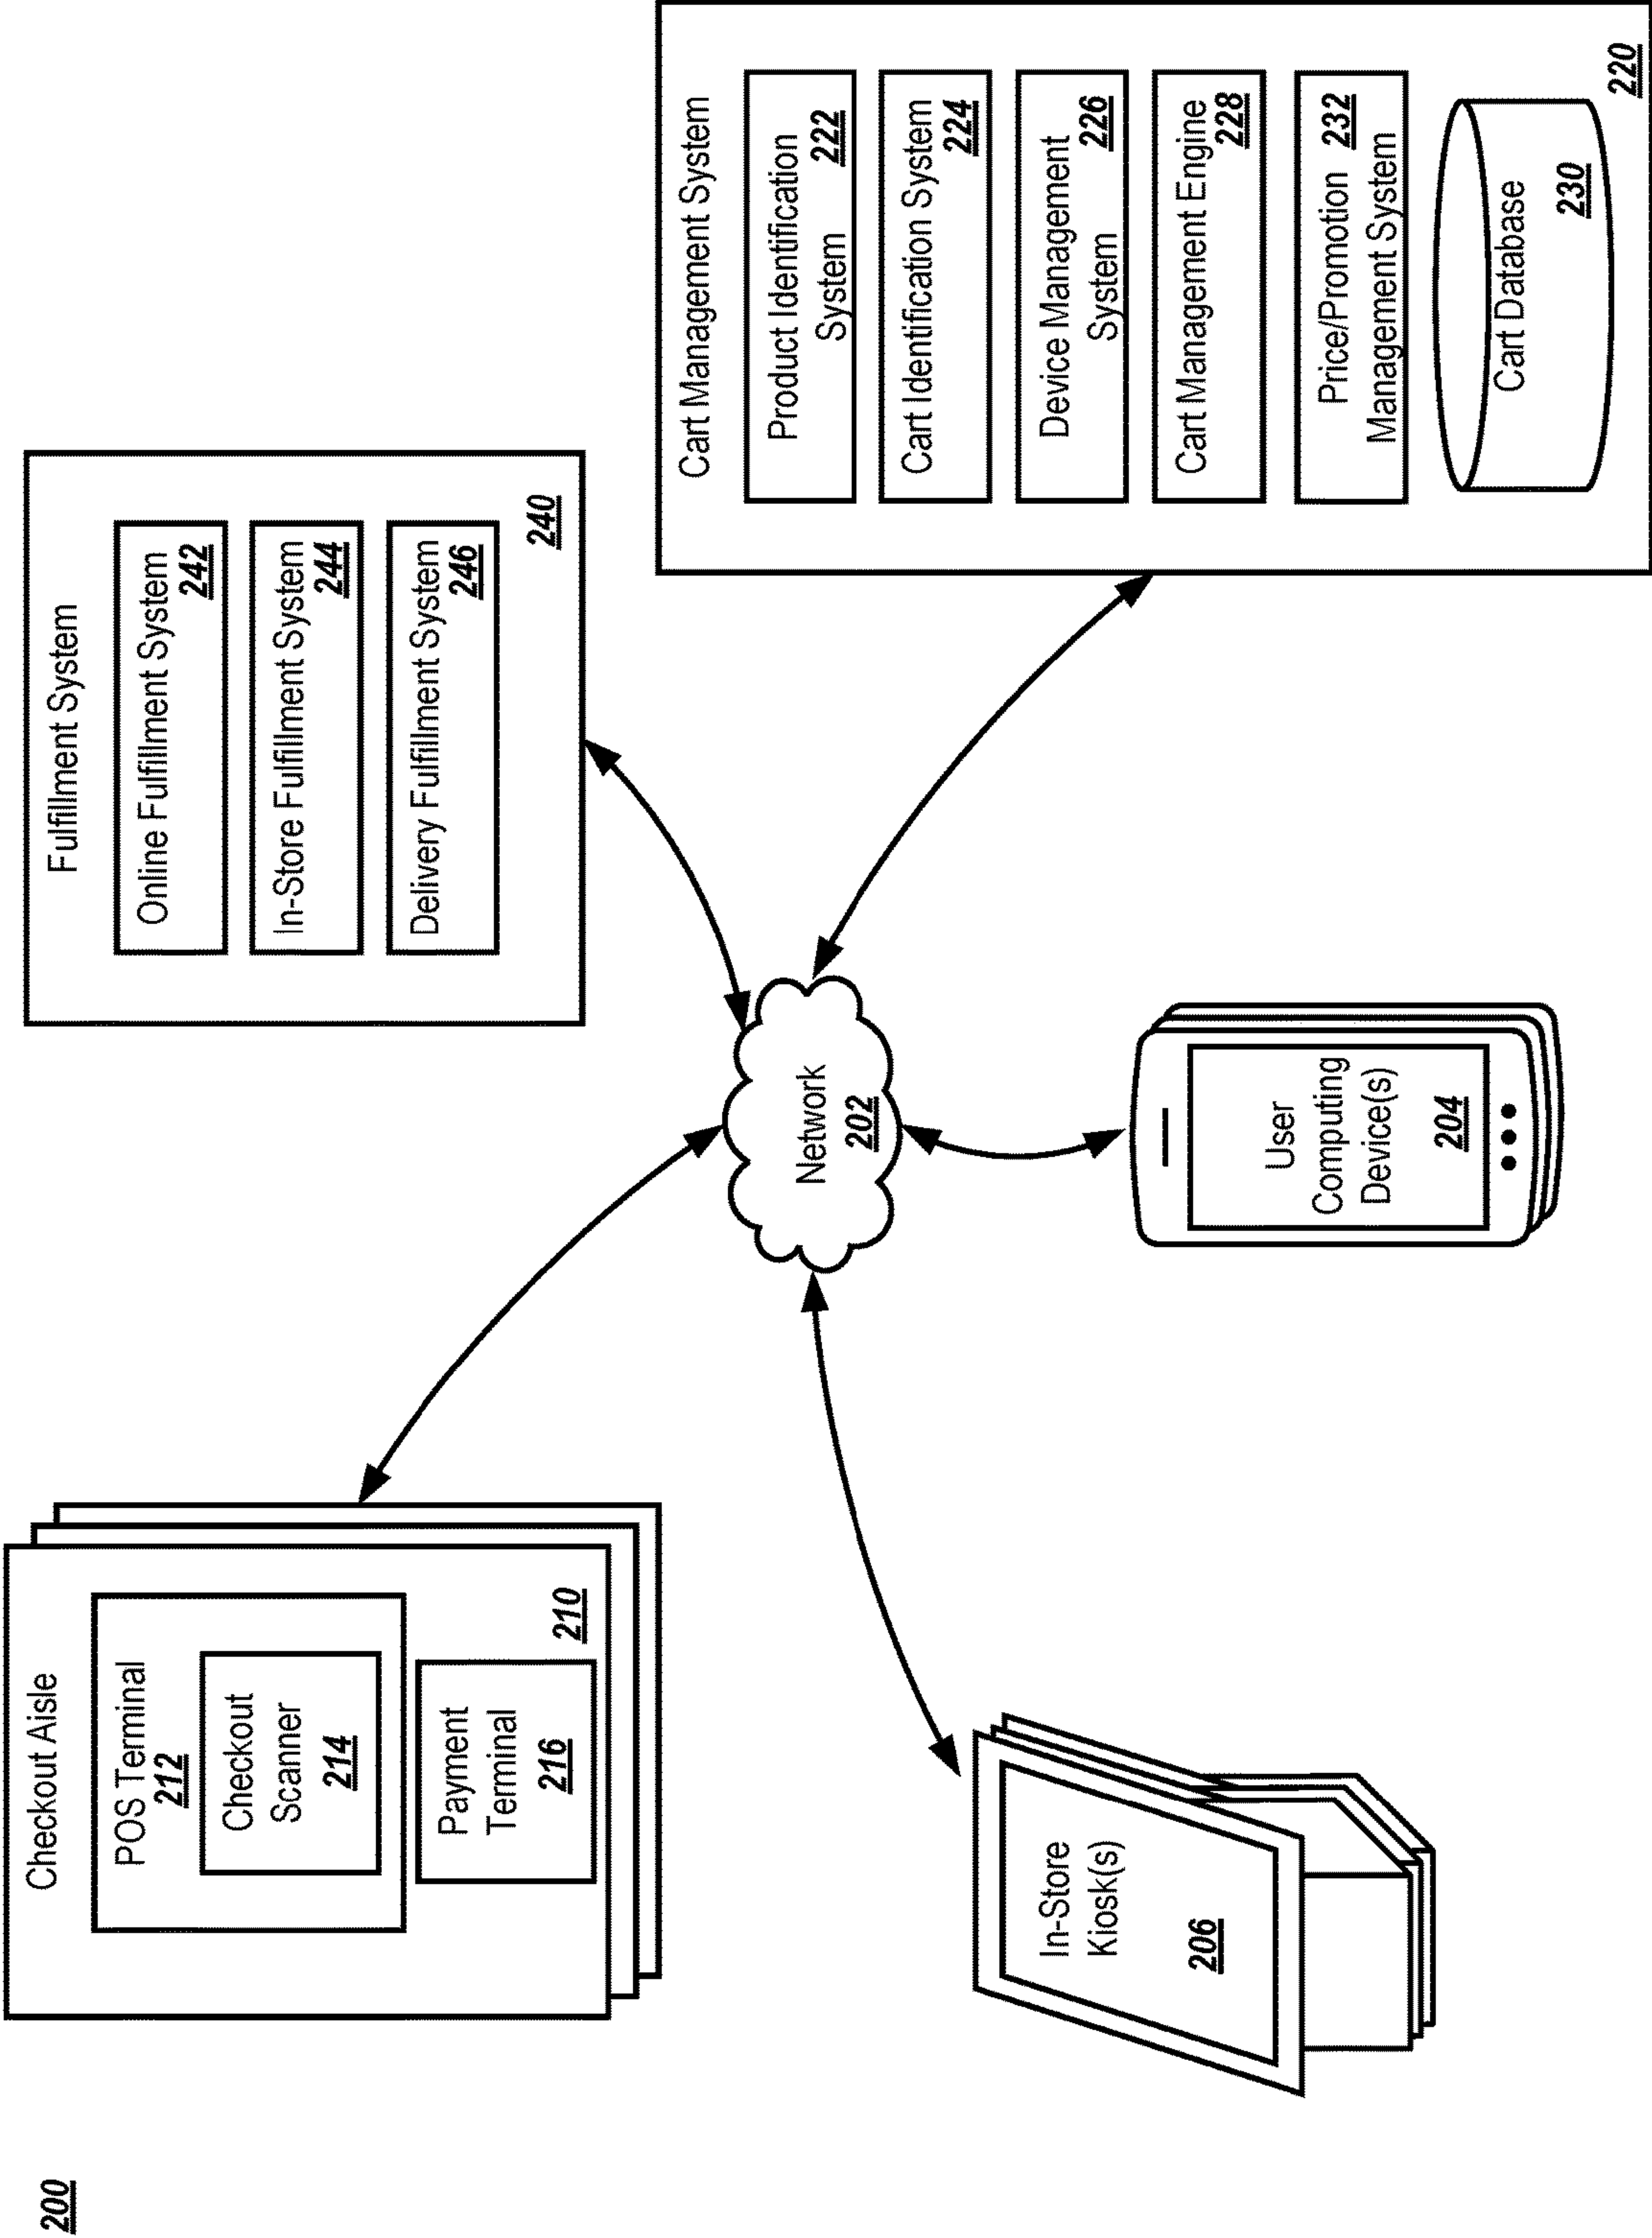 200
Checkout Aisle
POS Terminal
212
Checkout
Scanner
214
Payment
Terminal
216
210
Fulfillment System
Online Fulfillment System
242
In-Store Fulfillment System
244
Delivery Fulfillment System
246
240
Network
202
In-Store
Kiosk(s)
206
User
Computing
Device(s)
204
Cart Management System
Product Identification
System 222
Cart Identification System
224
Device Management
System 226
Cart Management Engine
228
Price/Promotion 232
Management System
Cart Database
230
220